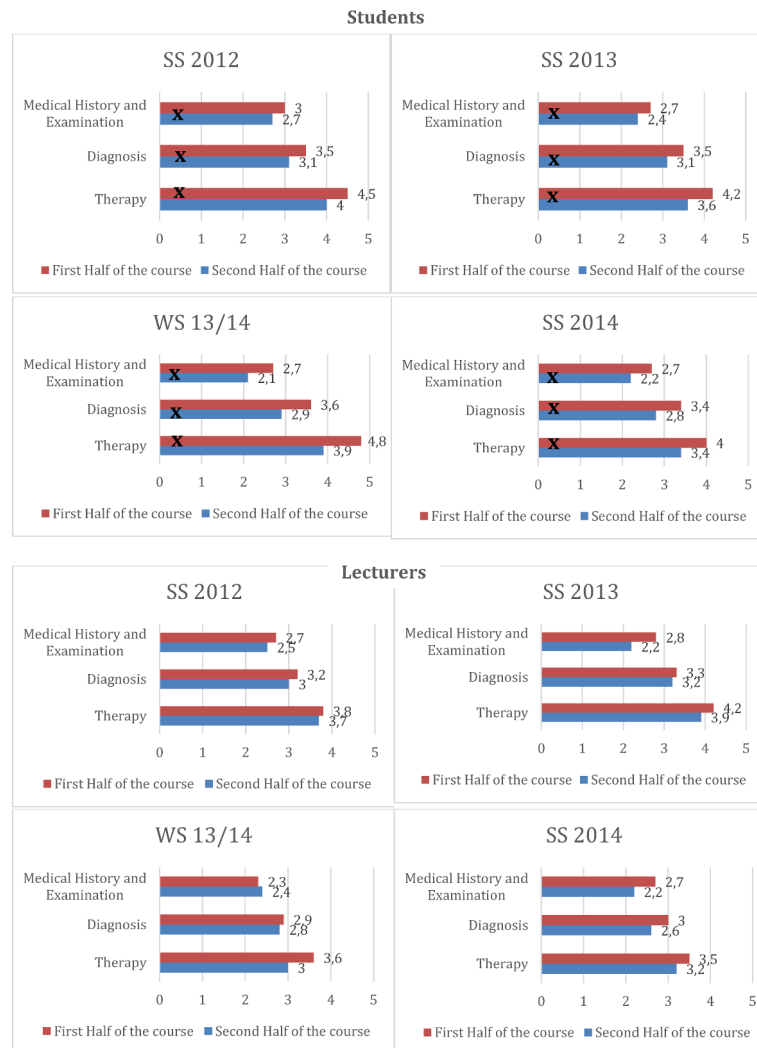 Students
SS 2012
Medical History and
Examination
X
3
2,7
Diagnosis
X
3,5
3,1
Therapy
X
4,5
4
0 1 2 3 4 5
First Half of the course Second Half of the course
SS 2013
Medical History and
Examination
X
2,7
2,4
Diagnosis
X
3,5
3,1
Therapy
X
4,2
3,6
0 1 2 3 4 5
First Half of the course Second Half of the course
WS 13/14
Medical History and
Examination
X
2,7
2,1
Diagnosis
X
3,6
2,9
Therapy
X
4,8
3,9
0 1 2 3 4 5
First Half of the course Second Half of the course
SS 2014
Medical History and
Examination
X
2,7
2,2
Diagnosis
X
3,4
2,8
Therapy
X
4
3,4
0 1 2 3 4 5
First Half of the course Second Half of the course
Lecturers
SS 2012
Medical History and
Examination
2,7
2,5
Diagnosis
3,2
3
Therapy
3,8
3,7
0 1 2 3 4 5
First Half of the course Second Half of the course
SS 2013
Medical History and
Examination
2,8
2,2
Diagnosis
3,3
3,2
Therapy
4,2
3,9
0 1 2 3 4 5
First Half of the course Second Half of the course
WS 13/14
Medical History and
Examination
2,3
2,4
Diagnosis
2,9
2,8
Therapy
3,6
3
0 1 2 3 4 5
First Half of the course Second Half of the course
SS 2014
Medical History and
Examination
2,7
2,2
Diagnosis
3
2,6
Therapy
3,5
3,2
0 1 2 3 4 5
First Half of the course Second Half of the course